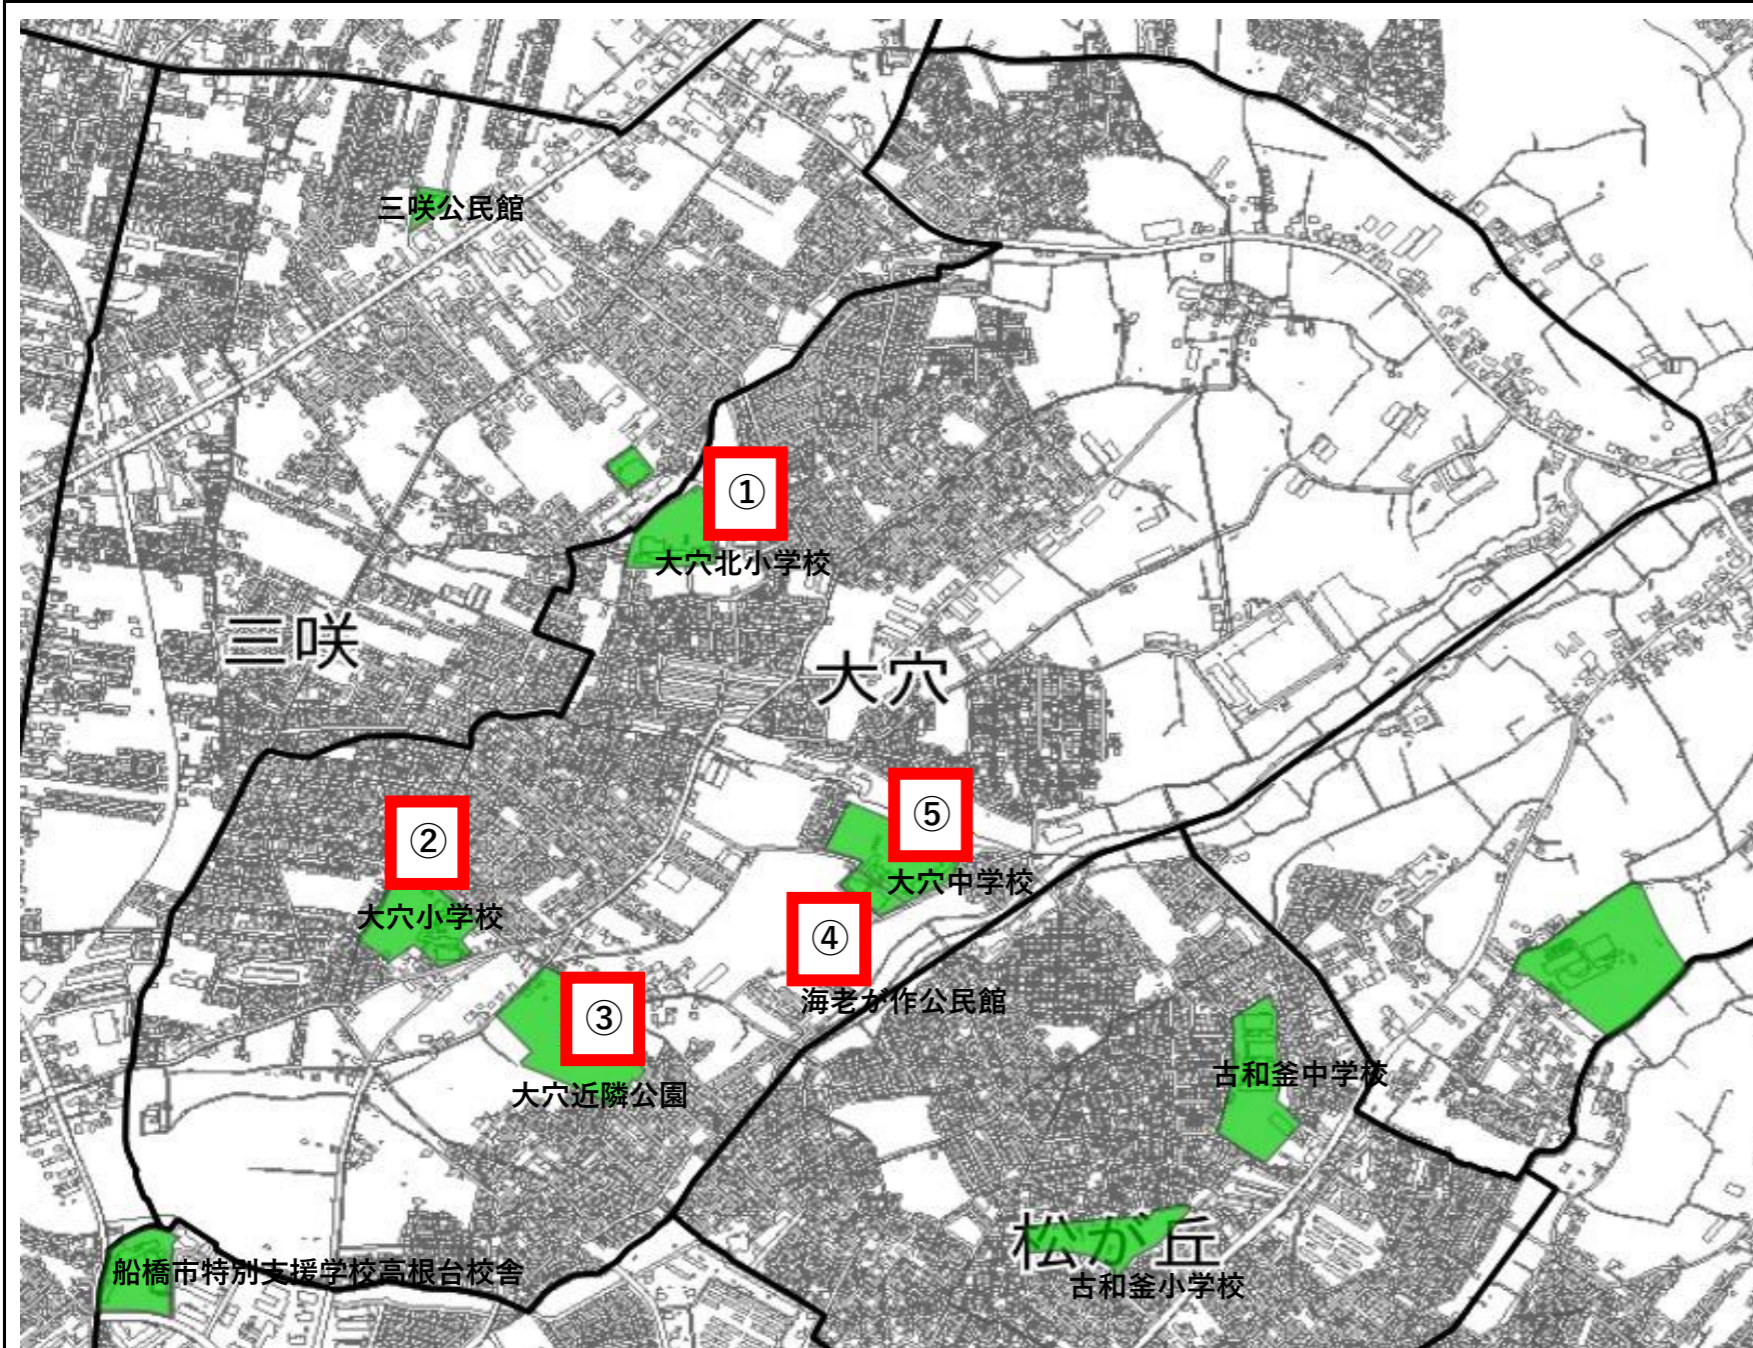 三咲公民館
①
大穴北小学校
三咲
大穴
②
大穴小学校
⑤
大穴中学校
④
海老が作公民館
③
大穴近隣公園
古和釜中学校
松が丘
古和釜小学校
船橋市特別支援学校高根台校舎